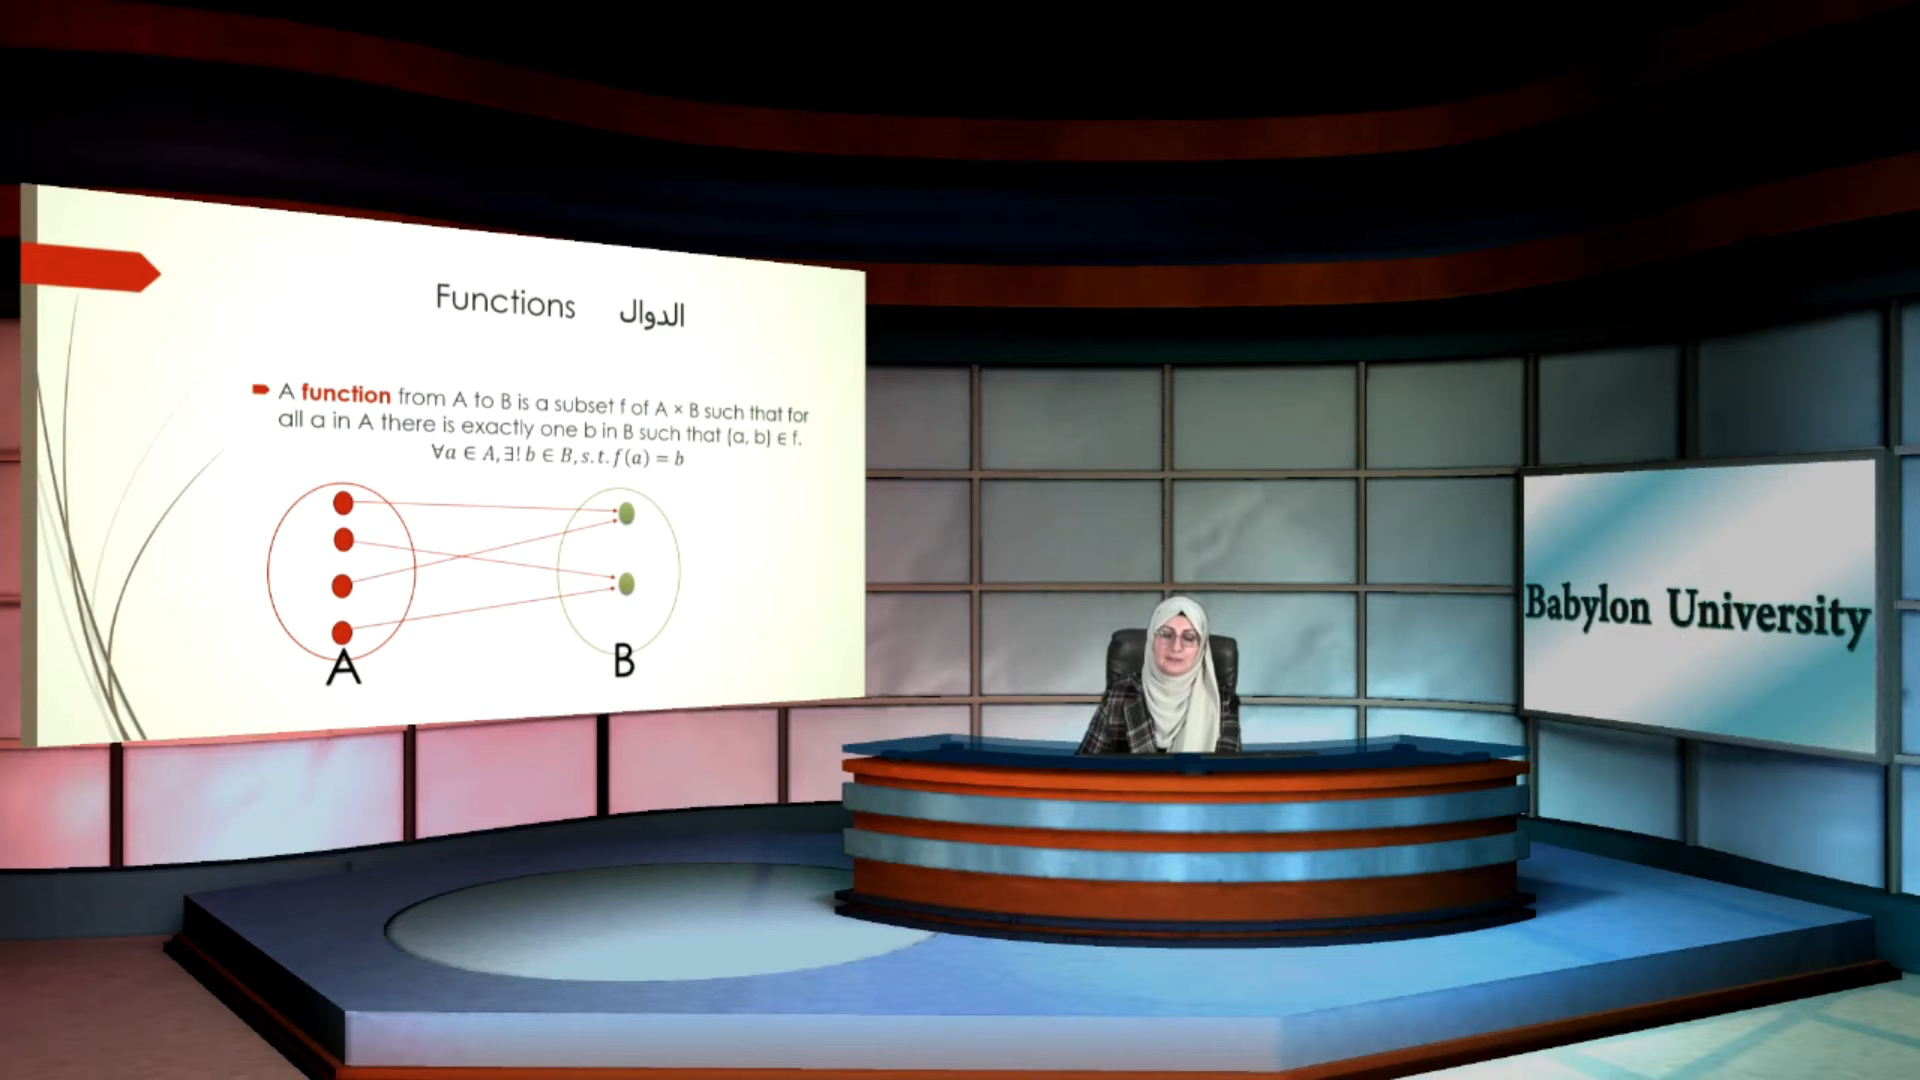 Functions الدوال
A function from A to B is a subset f of A × B such that for
all a in A there is exactly one b in B such that (a, b) ∈ f.
∀a ∈ A, ∃! b ∈ B, s.t. f(a) = b
A
B
Babylon University